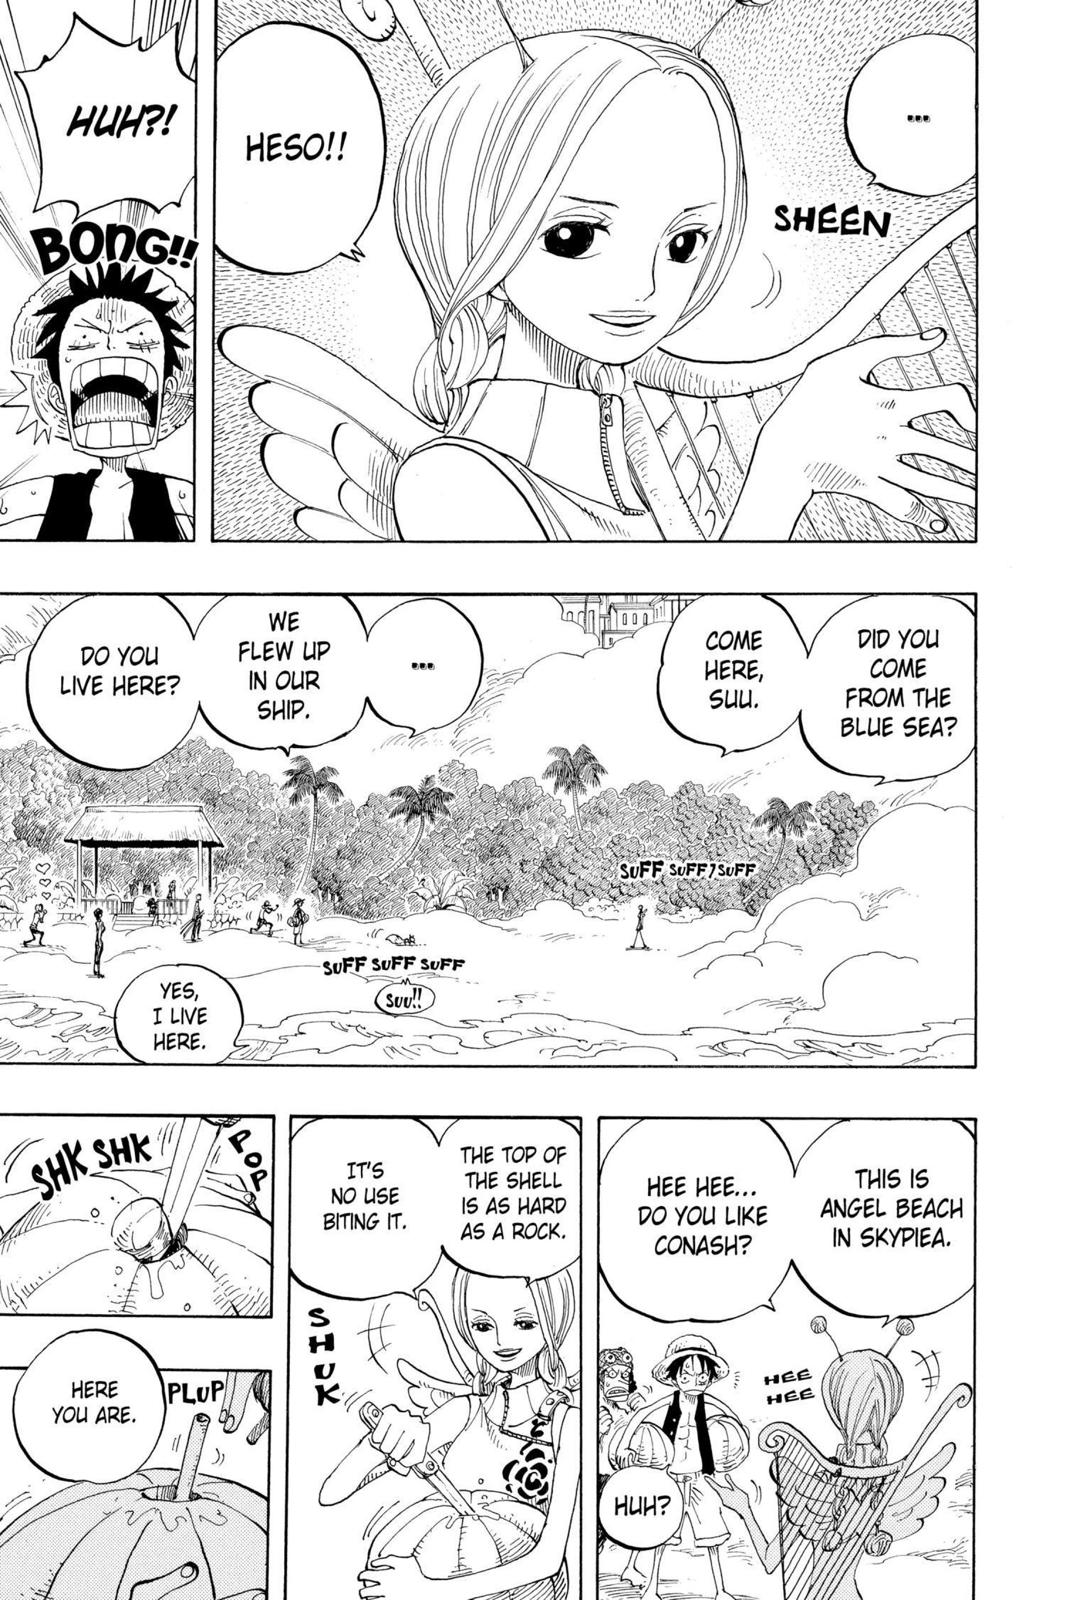 ...
SHEEN
HESO!!
HUH?!
BONG!!
DID YOU
COME
FROM THE
BLUE SEA?
COME
HERE,
SUU.
...
WE
FLEW UP
IN OUR
SHIP.
DO YOU
LIVE HERE?
SUFF SUFF SUFF
SUFF SUFF SUFF
SUU!!
YES,
I LIVE
HERE.
THIS IS
ANGEL BEACH
IN SKYPIEA.
HEE HEE...
DO YOU LIKE
CONASH?
HEE
HEE
HUH?
THE TOP OF
THE SHELL
IS AS HARD
AS A ROCK.
IT'S
NO USE
BITING IT.
SHUK
SHK SHK
POP
PLUP
HERE
YOU ARE.